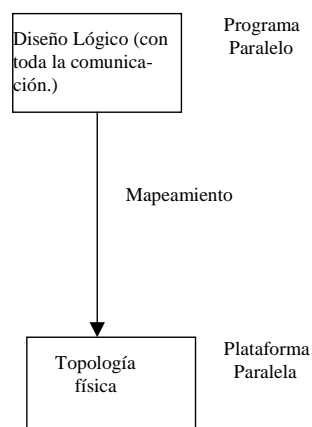 Diseño Lógico (con
toda la comunica-
ción.)
Programa
Paralelo
Mapeamiento
Topología
física
Plataforma
Paralela